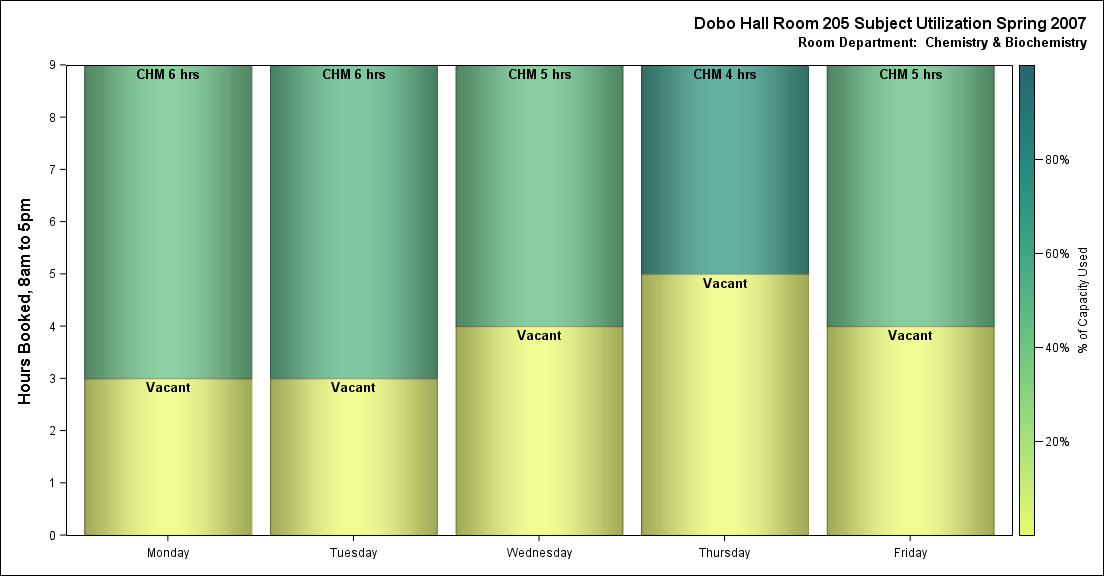 Dobo Hall Room 205 Subject Utilization Spring 2007
Room Department:  Chemistry & Biochemistry
Hours Booked, 8am to 5pm
9
8
7
6
5
4
3
2
1
0
CHM 6 hrs
CHM 6 hrs
CHM 5 hrs
CHM 4 hrs
CHM 5 hrs
Vacant
Vacant
Vacant
Vacant
Vacant
Monday
Tuesday
Wednesday
Thursday
Friday
80%
60%
40%
20%
% of Capacity Used